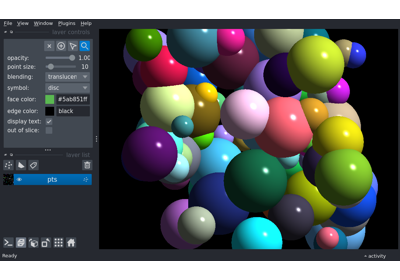 File View Window Plugins Help
layer controls
opacity: 1.00
point size: 10
blending: translucen
symbol: disc
face color: #5ab851ff
edge color: black
display text:
out of slice:
layer list
pts
Ready
activity